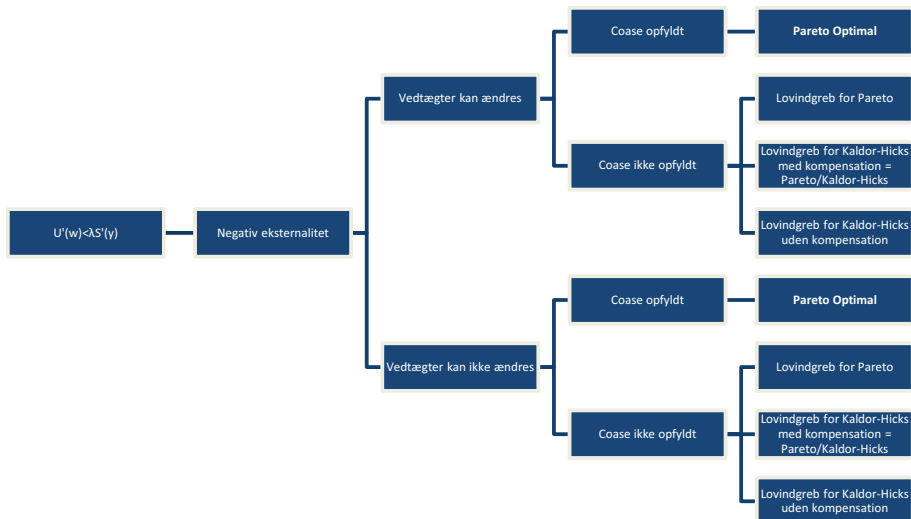 U'(w)<λS'(y)
Negativ eksternalitet
Vedtægter kan ændres
Coase opfyldt
Pareto Optimal
Coase ikke opfyldt
Lovindgreb for Pareto
Lovindgreb for Kaldor-Hicks
med kompensation =
Pareto/Kaldor-Hicks
Lovindgreb for Kaldor-Hicks
uden kompensation
Vedtægter kan ikke ændres
Coase opfyldt
Pareto Optimal
Coase ikke opfyldt
Lovindgreb for Pareto
Lovindgreb for Kaldor-Hicks
med kompensation =
Pareto/Kaldor-Hicks
Lovindgreb for Kaldor-Hicks
uden kompensation